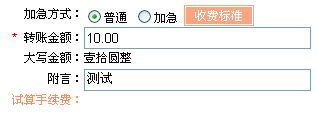 加急方式： 普通 加急 收费标准
* 转账金额： 10.00
大写金额：壹拾圆整
附言： 测试
试算手续费：